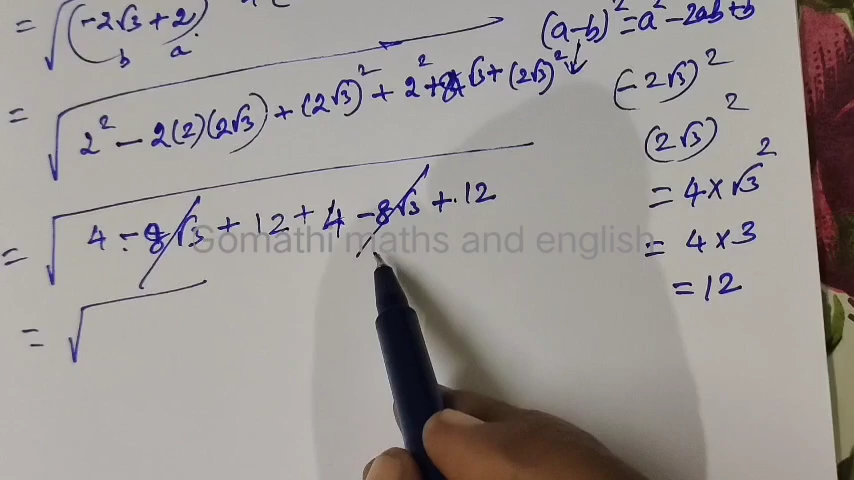 = √(-2√3 + 2)
b a
(a-b)² = a² - 2ab + b
= √2² - 2(2)(2√3) + (2√3)² + 2² + 8√3 + (2√3)²
(-2√3)²
(2√3)²
= √4 - 8√3 + 12 + 4 - 8√3 + 12
= 4 × √3²
Gomathi maths and english
= 4 × 3
= √
= 12